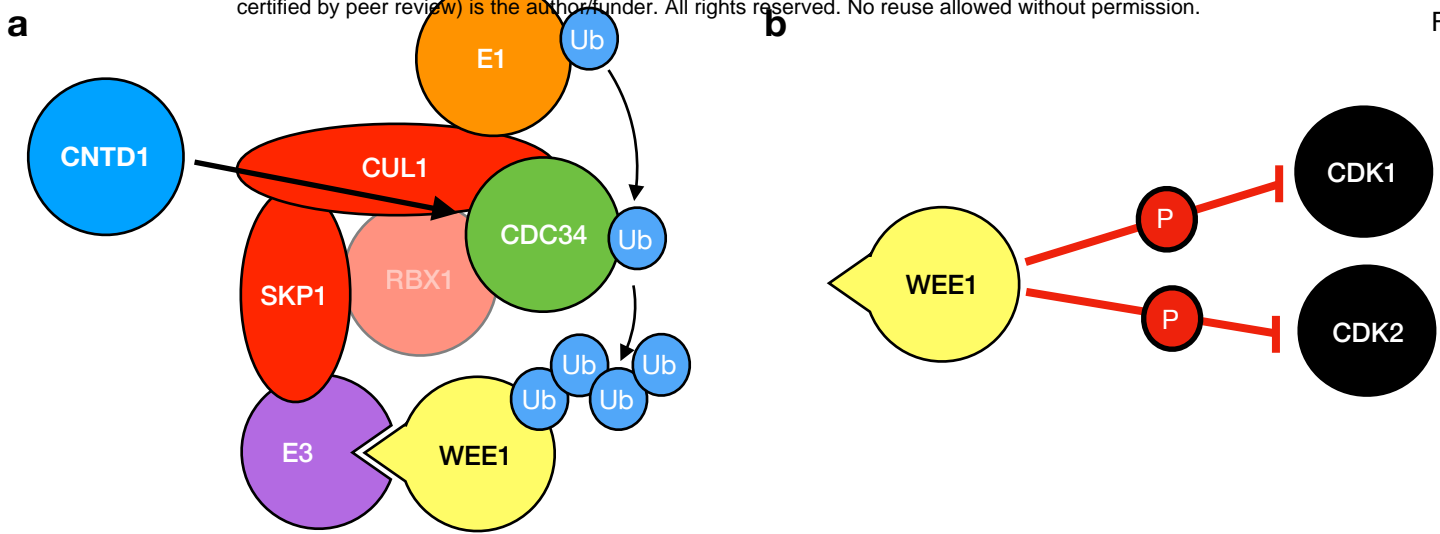 certified by peer review) is the author/funder. All rights reserved. No reuse allowed without permission.
a
b
F
E1
Ub
CNTD1
CUL1
CDC34
Ub
RBX1
SKP1
Ub
Ub
Ub
Ub
E3
WEE1
WEE1
P
P
CDK1
CDK2